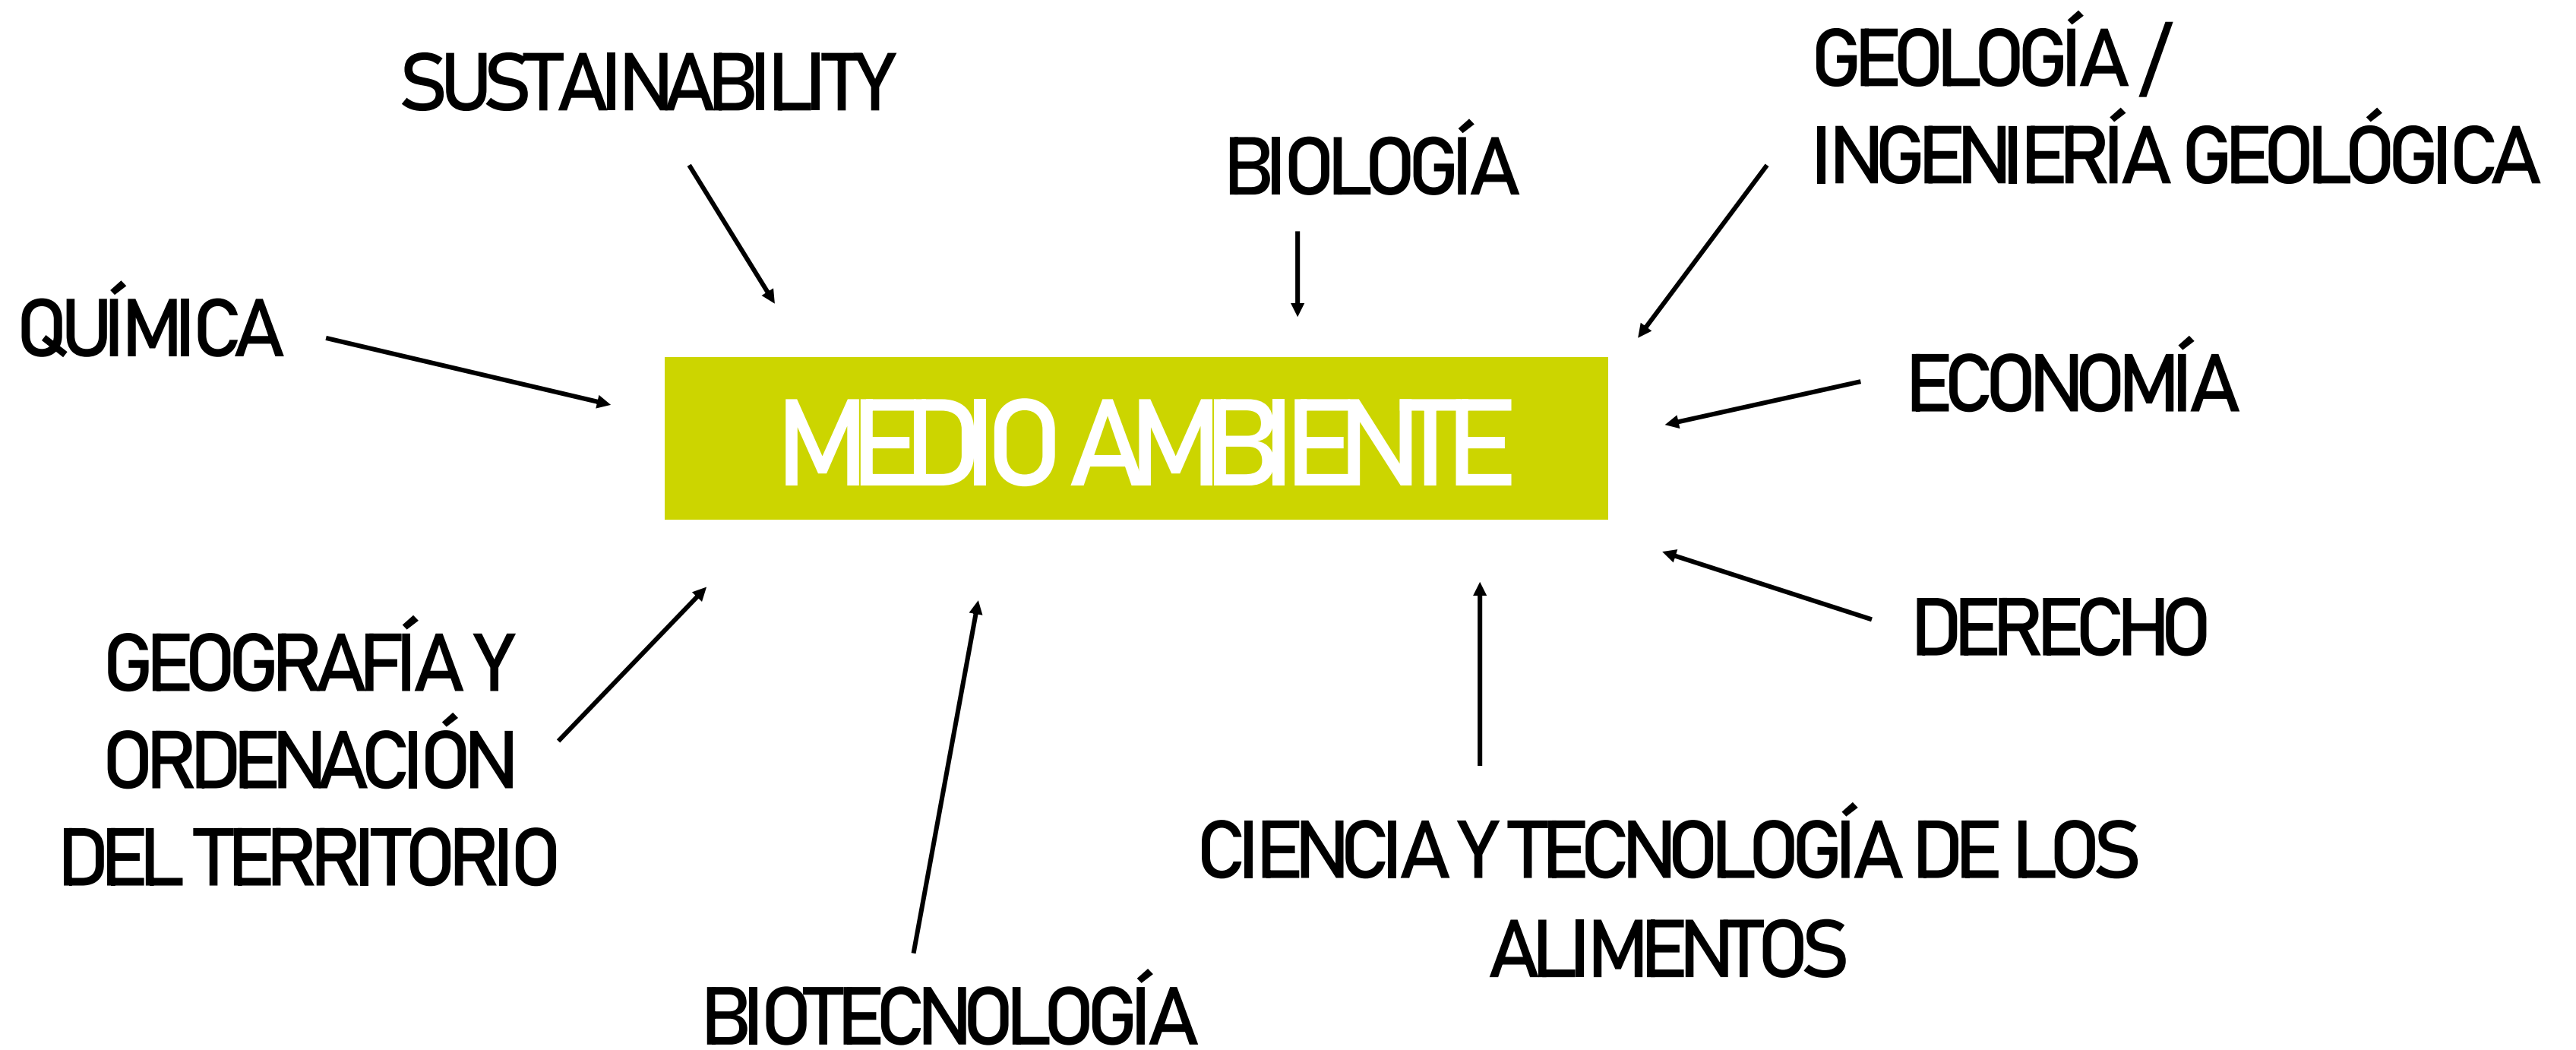 SUSTAINABILITY
BIOLOGÍA
GEOLOGÍA /
INGENIERÍA GEOLÓGICA
QUÍMICA
ECONOMÍA
MEDIO AMBIENTE
DERECHO
GEOGRAFÍA Y
ORDENACIÓN
DEL TERRITORIO
CIENCIA Y TECNOLOGÍA DE LOS
ALIMENTOS
BIOTECNOLOGÍA